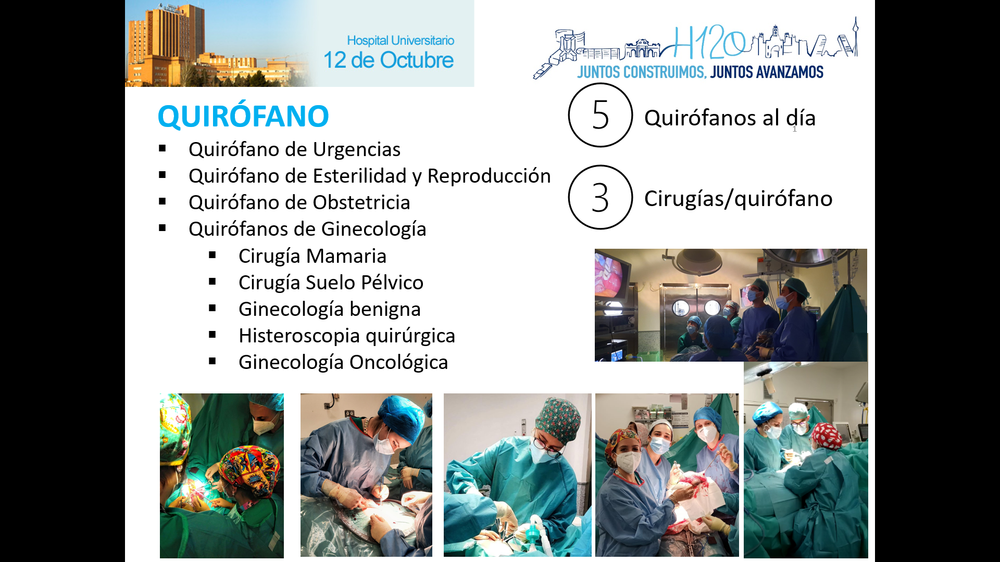 Hospital Universitario
12 de Octubre
H12O
JUNTOS CONSTRUIMOS, JUNTOS AVANZAMOS
QUIRÓFANO
▪ Quirófano de Urgencias
▪ Quirófano de Esterilidad y Reproducción
▪ Quirófano de Obstetricia
▪ Quirófanos de Ginecología
▪ Cirugía Mamaria
▪ Cirugía Suelo Pélvico
▪ Ginecología benigna
▪ Histeroscopia quirúrgica
▪ Ginecología Oncológica
5 Quirófanos al día
1
3 Cirugías/quirófano